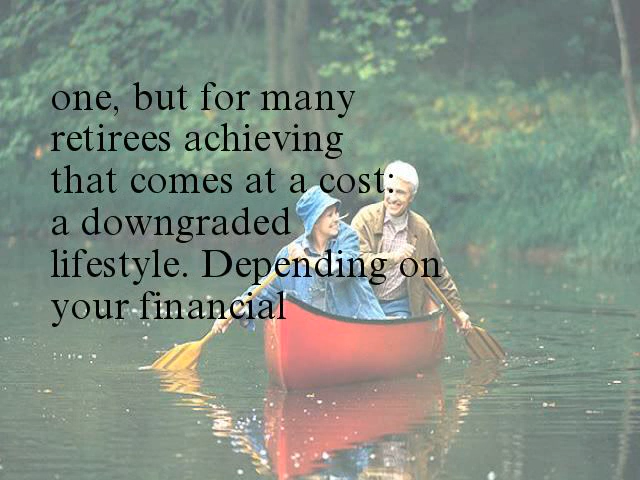 one, but for many
retirees achieving
that comes at a cost:
a downgraded
lifestyle. Depending on
your financial